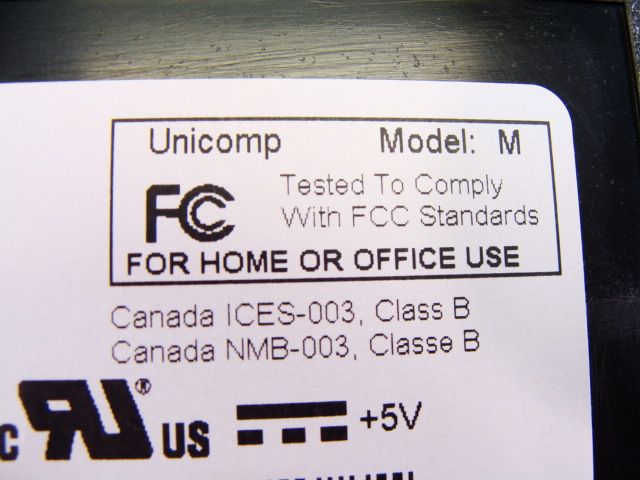 Unicomp Model: M
FC Tested To Comply
With FCC Standards
FOR HOME OR OFFICE USE
Canada ICES-003, Class B
Canada NMB-003, Classe B
c UR® US +5V